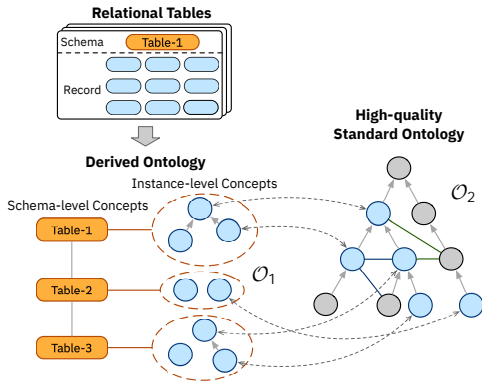 Relational Tables
Schema
Table-1
Record
High-quality
Standard Ontology
Derived Ontology
Instance-level Concepts
Schema-level Concepts
Table-1
Table-2
Table-3
O₁
O₂